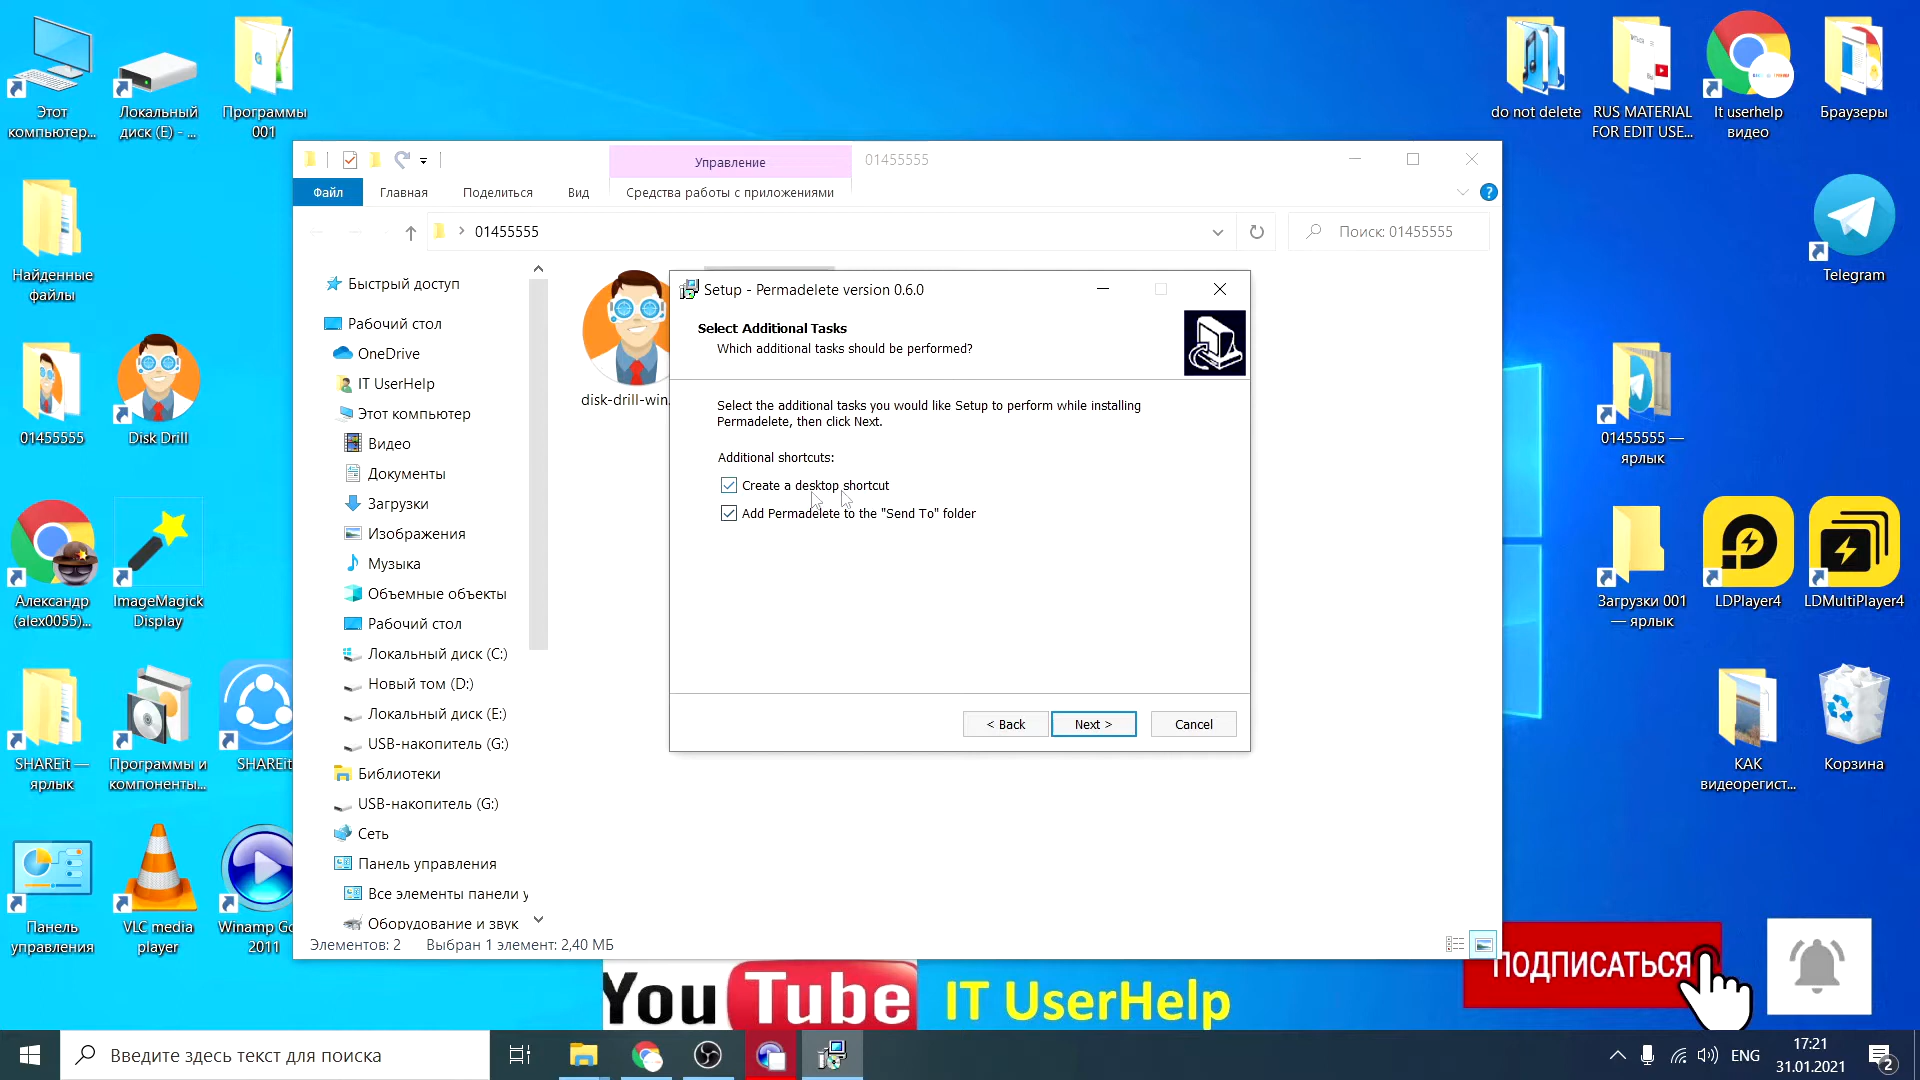 Этот
компьютер...
Локальный
диск (E) - ...
Программы
001
do not delete
RUS MATERIAL
FOR EDIT USE...
It userhelp
видео
Браузеры
Найденные
файлы
Telegram
01455555
Disk Drill
01455555 —
ярлык
Александр
(alex0055)...
ImageMagick
Display
Загрузки 001
— ярлык
LDPlayer4
LDMultiPlayer4
SHAREit —
ярлык
Программы и
компоненты...
SHAREit
КАК
видеорегист...
Корзина
Панель
управления
VLC media
player
Winamp Go
2011
Управление
01455555
Файл
Главная
Поделиться
Вид
Средства работы с приложениями
01455555
Поиск: 01455555
Быстрый доступ
Рабочий стол
OneDrive
IT UserHelp
Этот компьютер
Видео
Документы
Загрузки
Изображения
Музыка
Объемные объекты
Рабочий стол
Локальный диск (C:)
Новый том (D:)
Локальный диск (E:)
USB-накопитель (G:)
Библиотеки
USB-накопитель (G:)
Сеть
Панель управления
Все элементы панели у
Оборудование и звук
disk-drill-win.
Элементов: 2
Выбран 1 элемент: 2,40 МБ
Setup - Permadelete version 0.6.0
Select Additional Tasks
Which additional tasks should be performed?
Select the additional tasks you would like Setup to perform while installing
Permadelete, then click Next.
Additional shortcuts:
Create a desktop shortcut
Add Permadelete to the "Send To" folder
< Back
Next >
Cancel
ПОДПИСАТЬСЯ
YouTube
IT UserHelp
Введите здесь текст для поиска
ENG
17:21
31.01.2021
2